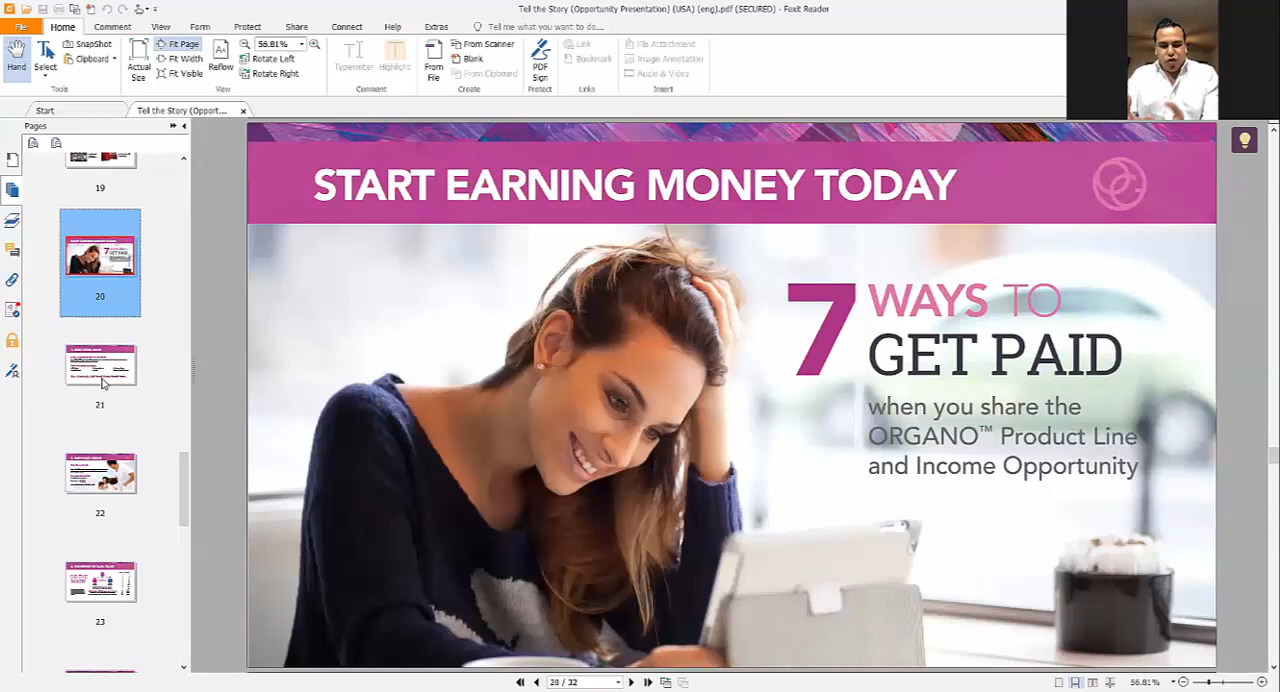 Tell the Story (Opportunity Presentation) (USA) (eng).pdf (SECURED) - Foxit Reader
File Home Comment View Form Protect Share Connect Help Extras Tell me what you want to do...
Hand
Select
SnapShot
Clipboard
Tools
Actual Size
Fit Page
Fit Width
Fit Visible
Reflow
56.81%
Rotate Left
Rotate Right
View
Typewriter
Highlight
Comment
From File
From Scanner
Blank
From Clipboard
Create
PDF Sign
Protect
Link
Bookmark
Links
File Attachment
Image Annotation
Audio & Video
Insert
Start
Tell the Story (Opport...
Pages
19
20
21
22
23
START EARNING MONEY TODAY
7 WAYS TO
GET PAID
when you share the
ORGANO™ Product Line
and Income Opportunity
20 / 32
56.81%